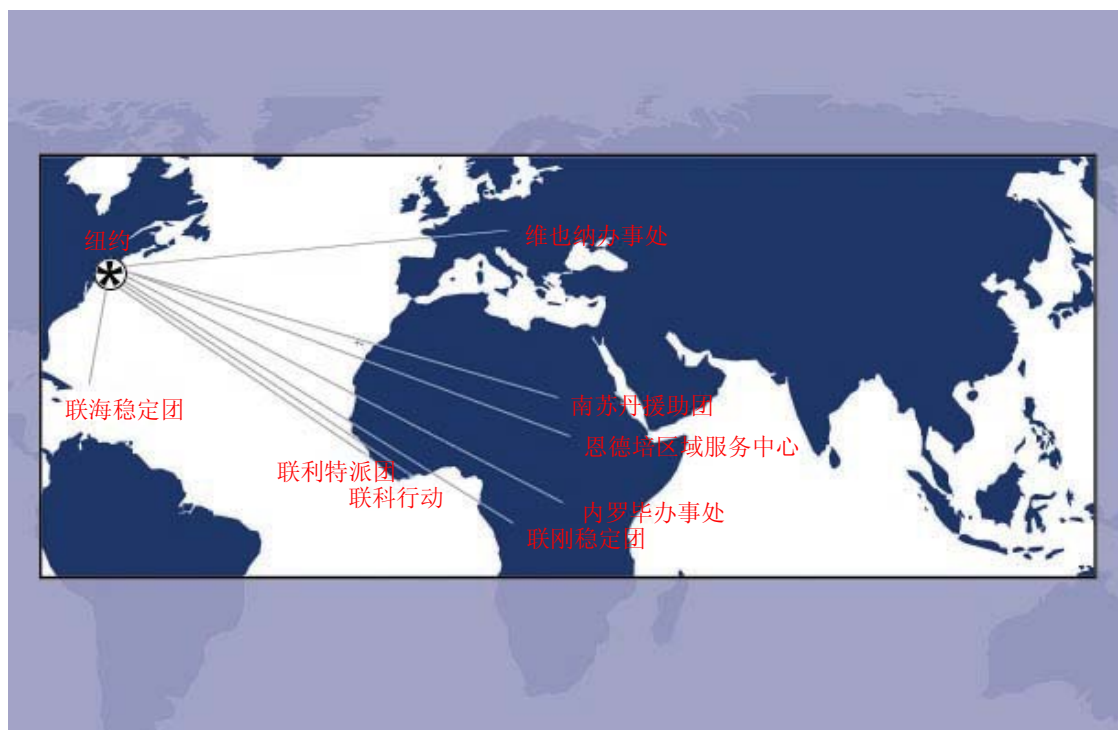 纽约
维也纳办事处
联海稳定团
南苏丹援助团
恩德培区域服务中心
联利特派团
联科行动
内罗毕办事处
联刚稳定团